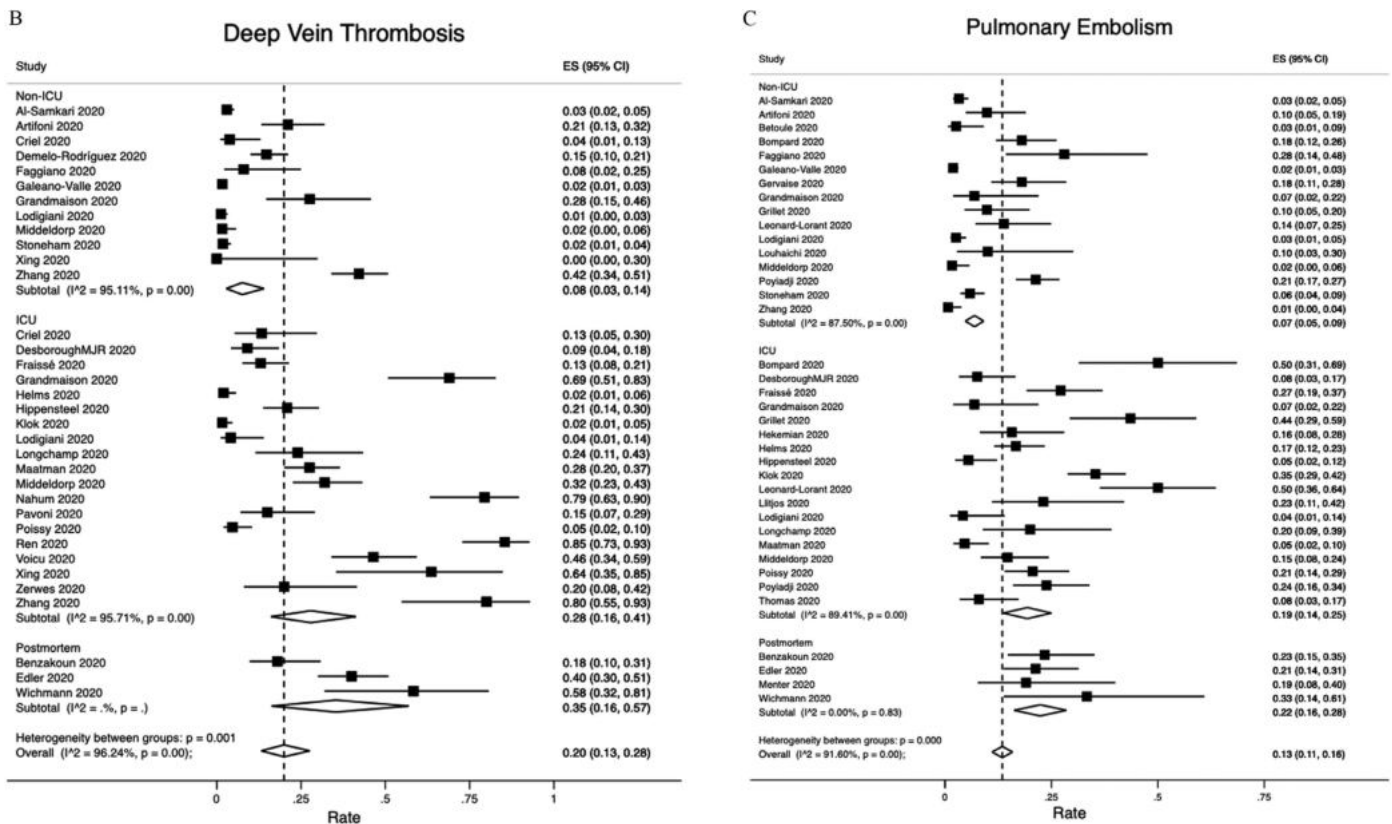 B
Deep Vein Thrombosis
Study ES (95% CI)
Non-ICU
Al-Samkari 2020 0.03 (0.02, 0.05)
Artifoni 2020 0.21 (0.13, 0.32)
Criel 2020 0.04 (0.01, 0.13)
Demelo-Rodríguez 2020 0.15 (0.10, 0.21)
Faggiano 2020 0.08 (0.02, 0.25)
Galeano-Valle 2020 0.02 (0.01, 0.03)
Grandmaison 2020 0.28 (0.15, 0.46)
Lodigiani 2020 0.01 (0.00, 0.03)
Middeldorp 2020 0.02 (0.00, 0.06)
Stoneham 2020 0.02 (0.01, 0.04)
Xing 2020 0.00 (0.00, 0.30)
Zhang 2020 0.42 (0.34, 0.51)
Subtotal (I^2 = 95.11%, p = 0.00) 0.08 (0.03, 0.14)
ICU
Criel 2020 0.13 (0.05, 0.30)
DesboroughMJR 2020 0.09 (0.04, 0.18)
Fraissé 2020 0.13 (0.08, 0.21)
Grandmaison 2020 0.69 (0.51, 0.83)
Helms 2020 0.02 (0.01, 0.06)
Hippensteel 2020 0.21 (0.14, 0.30)
Klok 2020 0.02 (0.01, 0.05)
Lodigiani 2020 0.04 (0.01, 0.14)
Longchamp 2020 0.24 (0.11, 0.43)
Maatman 2020 0.28 (0.20, 0.37)
Middeldorp 2020 0.32 (0.23, 0.43)
Nahum 2020 0.79 (0.63, 0.90)
Pavoni 2020 0.15 (0.07, 0.29)
Poissy 2020 0.05 (0.02, 0.10)
Ren 2020 0.85 (0.73, 0.93)
Voicu 2020 0.46 (0.34, 0.59)
Xing 2020 0.64 (0.35, 0.85)
Zerwes 2020 0.20 (0.08, 0.42)
Zhang 2020 0.80 (0.55, 0.93)
Subtotal (I^2 = 95.71%, p = 0.00) 0.28 (0.16, 0.41)
Postmortem
Benzakoun 2020 0.18 (0.10, 0.31)
Edler 2020 0.40 (0.30, 0.51)
Wichmann 2020 0.58 (0.32, 0.81)
Subtotal (I^2 = .%, p = .) 0.35 (0.16, 0.57)
Heterogeneity between groups: p = 0.001
Overall (I^2 = 96.24%, p = 0.00); 0.20 (0.13, 0.28)
0 .25 .5 .75 1
Rate
C
Pulmonary Embolism
Study ES (95% CI)
Non-ICU
Al-Samkari 2020 0.03 (0.02, 0.05)
Artifoni 2020 0.10 (0.05, 0.19)
Betoule 2020 0.03 (0.01, 0.09)
Bompard 2020 0.18 (0.12, 0.26)
Faggiano 2020 0.28 (0.14, 0.48)
Galeano-Valle 2020 0.02 (0.01, 0.03)
Gervaise 2020 0.18 (0.11, 0.28)
Grandmaison 2020 0.07 (0.02, 0.22)
Grillet 2020 0.10 (0.05, 0.20)
Leonard-Lorant 2020 0.14 (0.07, 0.25)
Lodigiani 2020 0.03 (0.01, 0.05)
Louhaichi 2020 0.10 (0.03, 0.30)
Middeldorp 2020 0.02 (0.00, 0.06)
Poyiadji 2020 0.21 (0.17, 0.27)
Stoneham 2020 0.06 (0.04, 0.09)
Zhang 2020 0.01 (0.00, 0.04)
Subtotal (I^2 = 87.50%, p = 0.00) 0.07 (0.05, 0.09)
ICU
Bompard 2020 0.50 (0.31, 0.69)
DesboroughMJR 2020 0.08 (0.03, 0.17)
Fraissé 2020 0.27 (0.19, 0.37)
Grandmaison 2020 0.07 (0.02, 0.22)
Grillet 2020 0.44 (0.29, 0.59)
Hekemian 2020 0.16 (0.08, 0.28)
Helms 2020 0.17 (0.12, 0.23)
Hippensteel 2020 0.05 (0.02, 0.12)
Klok 2020 0.35 (0.29, 0.42)
Leonard-Lorant 2020 0.50 (0.36, 0.64)
Llitjos 2020 0.23 (0.11, 0.42)
Lodigiani 2020 0.04 (0.01, 0.14)
Longchamp 2020 0.20 (0.09, 0.39)
Maatman 2020 0.05 (0.02, 0.10)
Middeldorp 2020 0.15 (0.08, 0.24)
Poissy 2020 0.21 (0.14, 0.29)
Poyiadji 2020 0.24 (0.16, 0.34)
Thomas 2020 0.08 (0.03, 0.17)
Subtotal (I^2 = 89.41%, p = 0.00) 0.19 (0.14, 0.25)
Postmortem
Benzakoun 2020 0.23 (0.15, 0.35)
Edler 2020 0.21 (0.14, 0.31)
Menter 2020 0.19 (0.08, 0.40)
Wichmann 2020 0.33 (0.14, 0.61)
Subtotal (I^2 = 0.00%, p = 0.83) 0.22 (0.16, 0.28)
Heterogeneity between groups: p = 0.000
Overall (I^2 = 91.60%, p = 0.00); 0.13 (0.11, 0.16)
0 .25 .5 .75
Rate